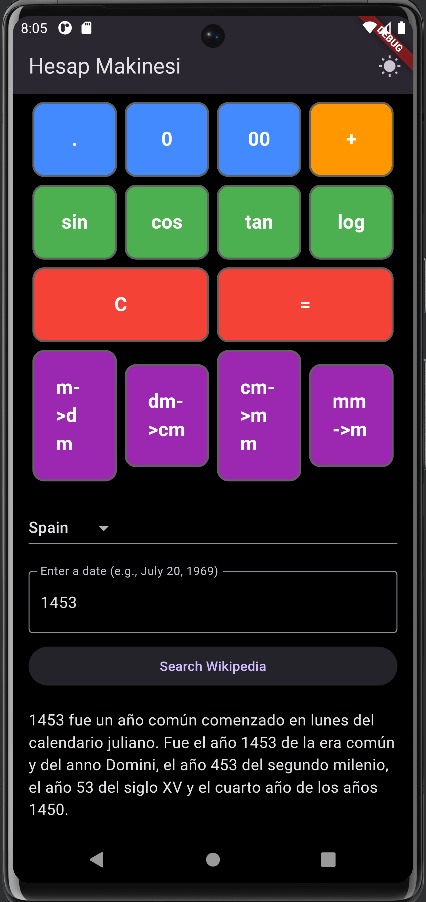 8:05
DEBUG
Hesap Makinesi
. 0 00 +
sin cos tan log
C =
m-
>d
m
dm-
>cm
cm-
>m
m
mm
->m
Spain
Enter a date (e.g., July 20, 1969)
1453
Search Wikipedia
1453 fue un año común comenzado en lunes del
calendario juliano. Fue el año 1453 de la era común
y del anno Domini, el año 453 del segundo milenio,
el año 53 del siglo XV y el cuarto año de los años
1450.